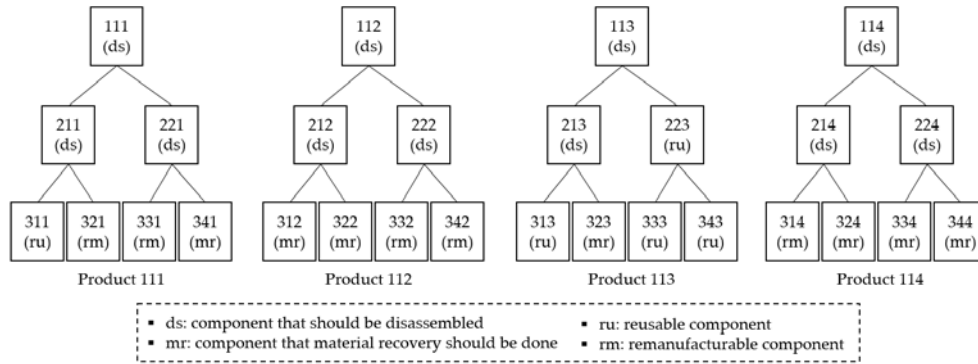 111 112 113 114
(ds) (ds) (ds) (ds)
211 221 212 222 213 223 214 224
(ds) (ds) (ds) (ds) (ds) (ru) (ds) (ds)
311 321 331 341 312 322 332 342 313 323 333 343 314 324 334 344
(ru) (rm) (rm) (mr) (mr) (mr) (rm) (rm) (ru) (mr) (ru) (ru) (rm) (mr) (mr) (mr)
Product 111 Product 112 Product 113 Product 114
▪ ds: component that should be disassembled ▪ ru: reusable component
▪ mr: component that material recovery should be done ▪ rm: remanufacturable component